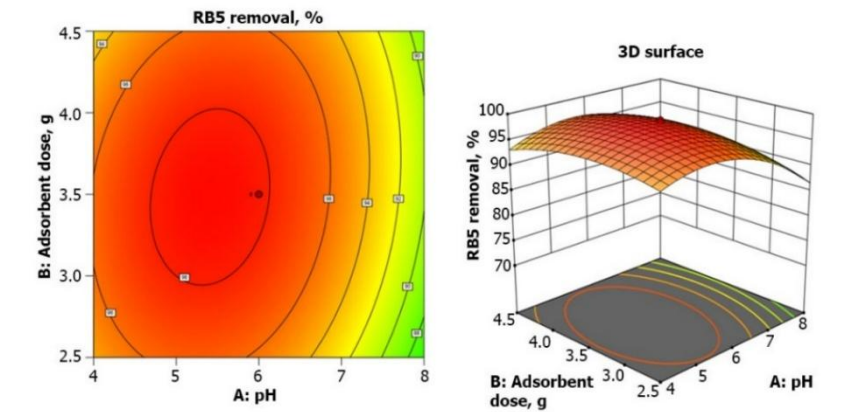 RB5 removal, %
4.5
4.0
3.5
3.0
2.5
B: Adsorbent dose, g
4 5 6 7 8
A: pH
3D surface
100
95
90
85
80
75
70
RB5 removal, %
4.5
4.0
3.5
3.0
2.5
B: Adsorbent
dose, g
4
5
6
7
8
A: pH